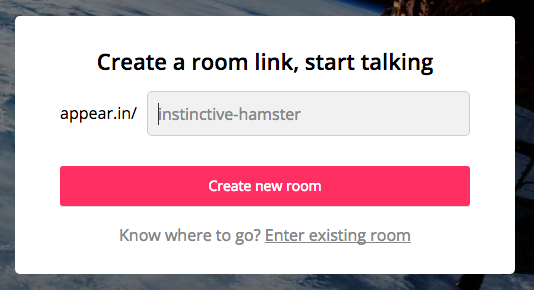 Create a room link, start talking
appear.in/ instinctive-hamster
Create new room
Know where to go? Enter existing room